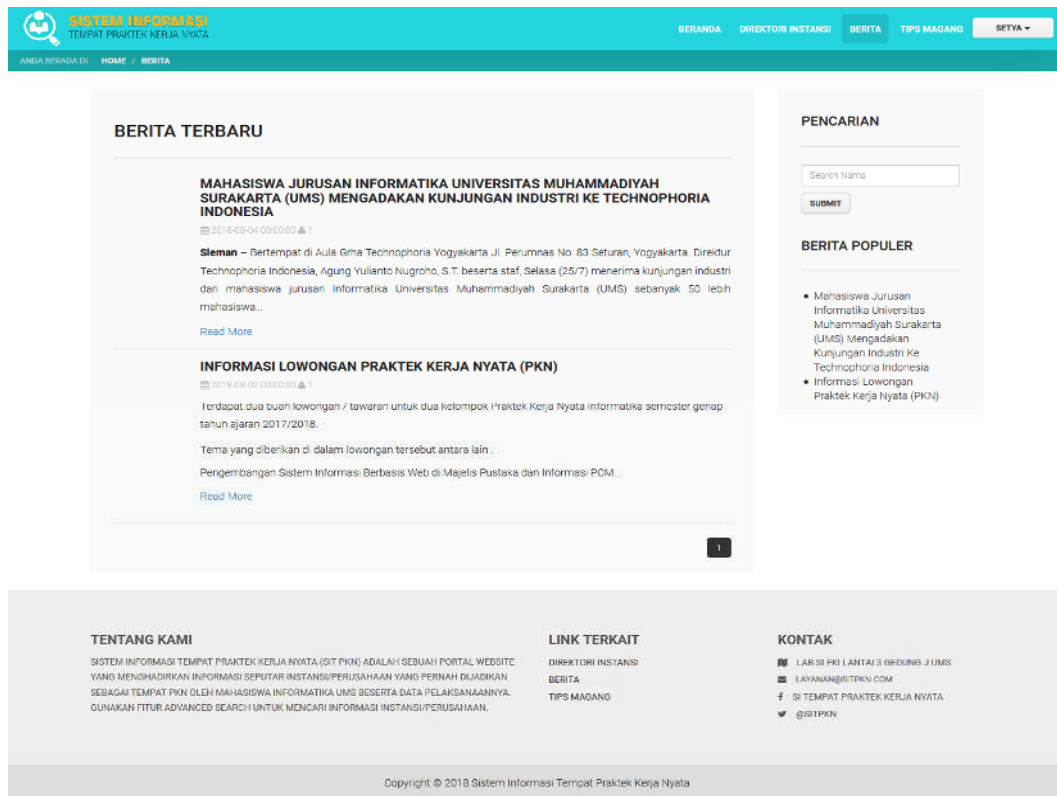 SISTEM INFORMASI
TEMPAT PRAKTEK KERJA NYATA
BERANDA DIREKTORI INSTANSI BERITA TIPS MAGANG SETYA
ANDA BERADA DI HOME / BERITA
BERITA TERBARU
MAHASISWA JURUSAN INFORMATIKA UNIVERSITAS MUHAMMADIYAH
SURAKARTA (UMS) MENGADAKAN KUNJUNGAN INDUSTRI KE TECHNOPHORIA
INDONESIA
2018-08-04 00:00:00 1
Sleman – Bertempat di Aula Grha Technophoria Yogyakarta Jl. Perumnas No. 83 Seturan, Yogyakarta. Direktur
Technophoria Indonesia, Agung Yulianto Nugroho, S.T. beserta staf, Selasa (25/7) menerima kunjungan industri
dari mahasiswa jurusan Informatika Universitas Muhammadiyah Surakarta (UMS) sebanyak 50 lebih
mahasiswa...
Read More
INFORMASI LOWONGAN PRAKTEK KERJA NYATA (PKN)
2018-08-02 00:00:00 1
Terdapat dua buah lowongan / tawaran untuk dua kelompok Praktek Kerja Nyata Informatika semester genap
tahun ajaran 2017/2018.
Tema yang diberikan di dalam lowongan tersebut antara lain :
Pengembangan Sistem Informasi Berbasis Web di Majelis Pustaka dan Informasi PCM...
Read More
1
PENCARIAN
Search Name
SUBMIT
BERITA POPULER
Mahasiswa Jurusan
Informatika Universitas
Muhammadiyah Surakarta
(UMS) Mengadakan
Kunjungan Industri Ke
Technophoria Indonesia
Informasi Lowongan
Praktek Kerja Nyata (PKN)
TENTANG KAMI
SISTEM INFORMASI TEMPAT PRAKTEK KERJA NYATA (SIT PKN) ADALAH SEBUAH PORTAL WEBSITE
YANG MENGHADIRKAN INFORMASI SEPUTAR INSTANSI/PERUSAHAAN YANG PERNAH DIJADIKAN
SEBAGAI TEMPAT PKN OLEH MAHASISWA INFORMATIKA UMS BESERTA DATA PELAKSANAANNYA.
GUNAKAN FITUR ADVANCED SEARCH UNTUK MENCARI INFORMASI INSTANSI/PERUSAHAAN.
LINK TERKAIT
DIREKTORI INSTANSI
BERITA
TIPS MAGANG
KONTAK
LAB SI FKI LANTAI 3 GEDUNG J UMS
LAYANAN@SITPKN.COM
SI TEMPAT PRAKTEK KERJA NYATA
@SITPKN
Copyright © 2018 Sistem Informasi Tempat Praktek Kerja Nyata